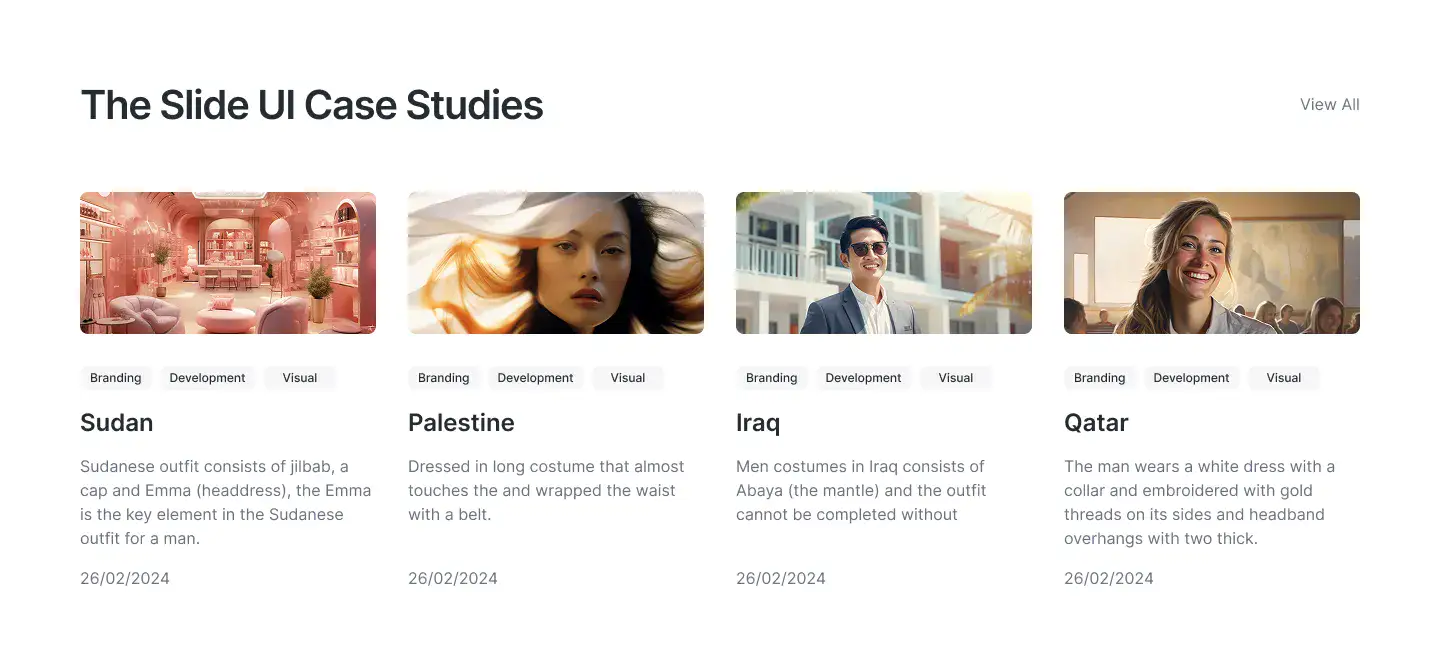 The Slide UI Case Studies
View All
Branding Development Visual
Sudan
Sudanese outfit consists of jilbab, a
cap and Emma (headdress), the Emma
is the key element in the Sudanese
outfit for a man.
26/02/2024
Branding Development Visual
Palestine
Dressed in long costume that almost
touches the and wrapped the waist
with a belt.
26/02/2024
Branding Development Visual
Iraq
Men costumes in Iraq consists of
Abaya (the mantle) and the outfit
cannot be completed without
26/02/2024
Branding Development Visual
Qatar
The man wears a white dress with a
collar and embroidered with gold
threads on its sides and headband
overhangs with two thick.
26/02/2024